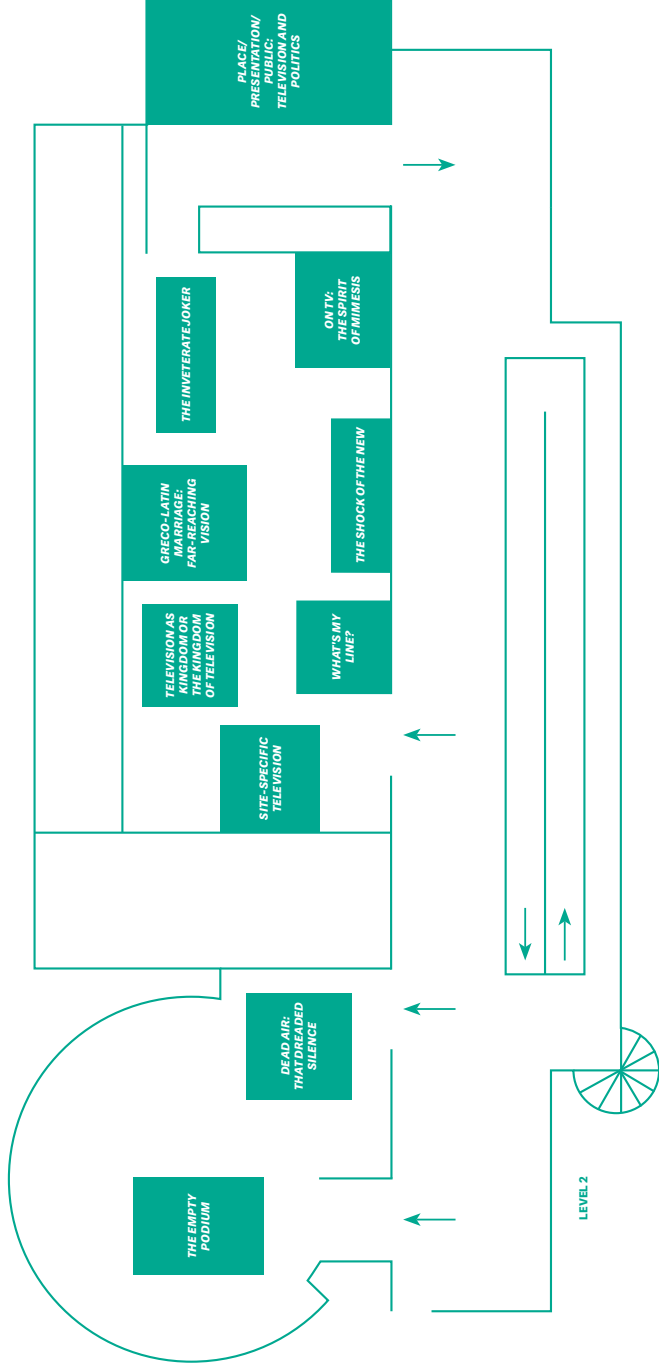 THE EMPTY
PODIUM
DEAD AIR:
THAT DREADED
SILENCE
SITE-SPECIFIC
TELEVISION
TELEVISION AS
KINGDOM OR
THE KINGDOM
OF TELEVISION
WHAT'S MY
LINE?
GRECO-LATIN
MARRIAGE:
FAR-REACHING
VISION
THE SHOCK OF THE NEW
THE INVETERATE JOKER
ON TV:
THE SPIRIT
OF MIMESIS
PLACE/
PRESENTATION/
PUBLIC:
TELEVISION AND
POLITICS
LEVEL 2